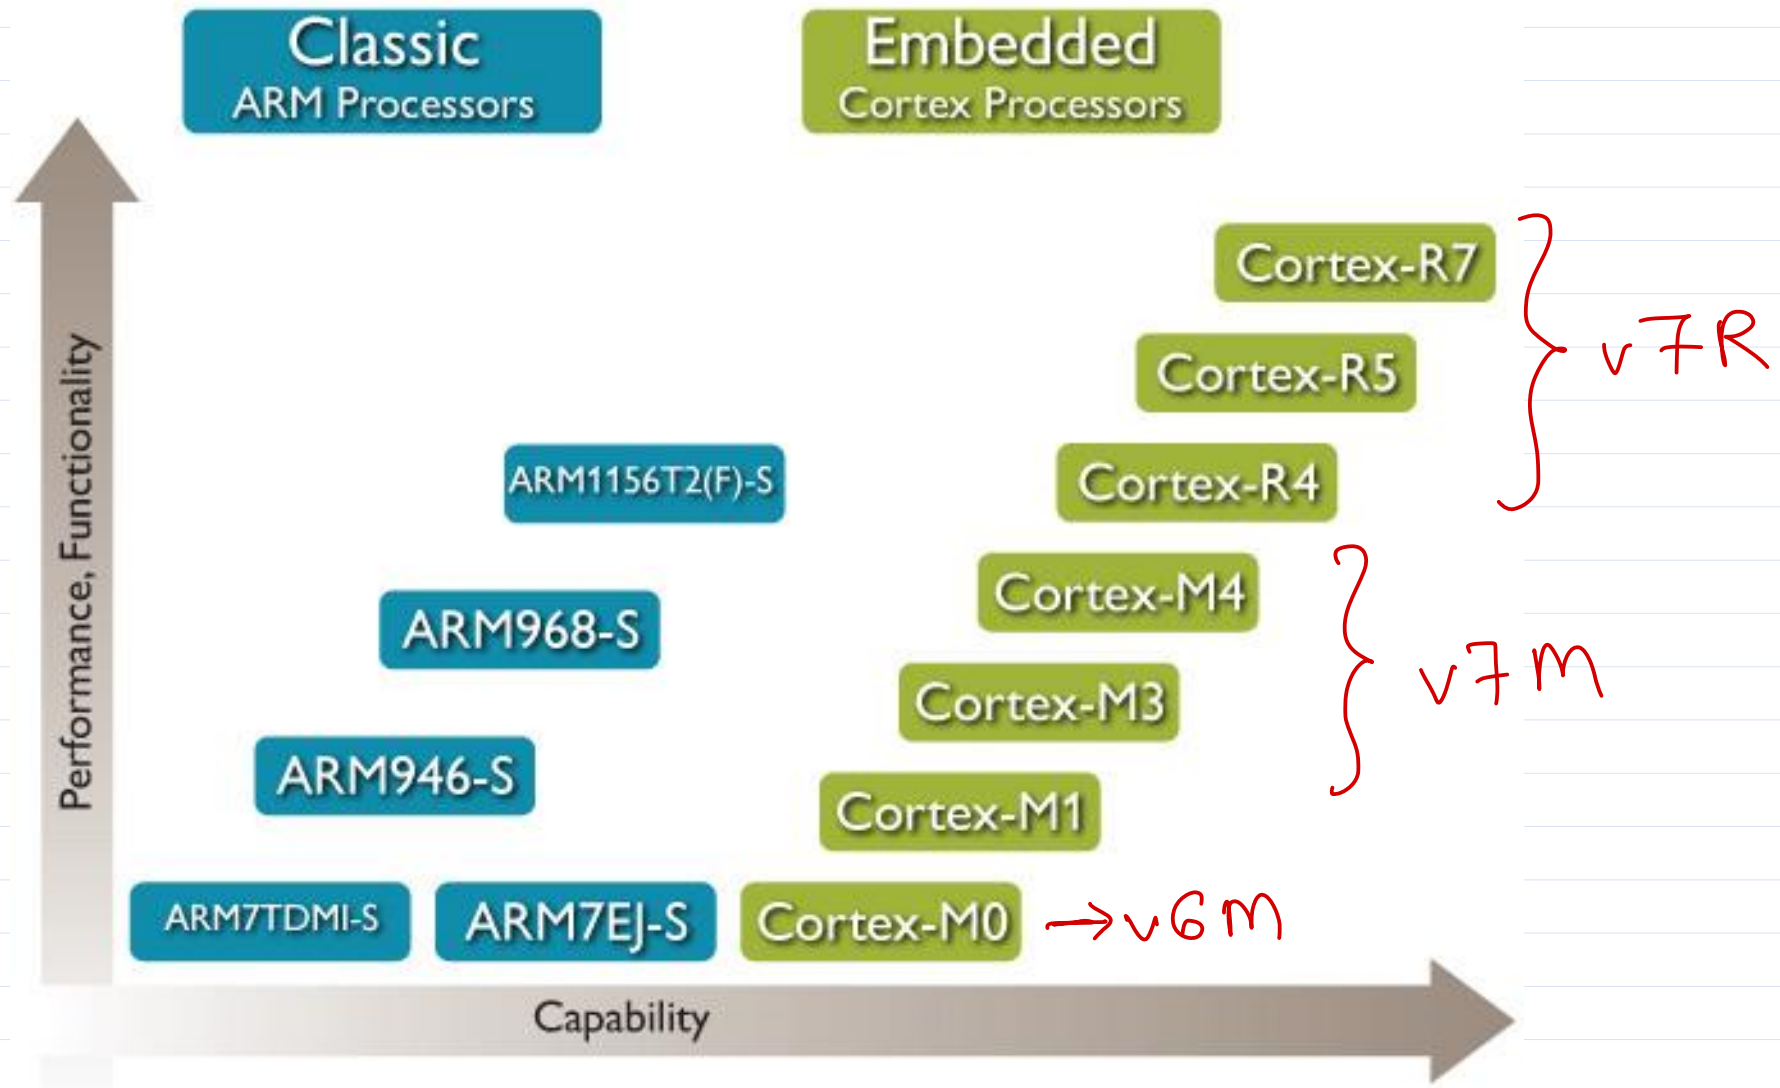 Classic
ARM Processors
Embedded
Cortex Processors
Cortex-R7
v7R
Cortex-R5
ARM1156T2(F)-S
Cortex-R4
Cortex-M4
ARM968-S
v7m
Cortex-M3
ARM946-S
Cortex-M1
ARM7TDMI-S
ARM7EJ-S
Cortex-M0
→v6m
Performance, Functionality
Capability